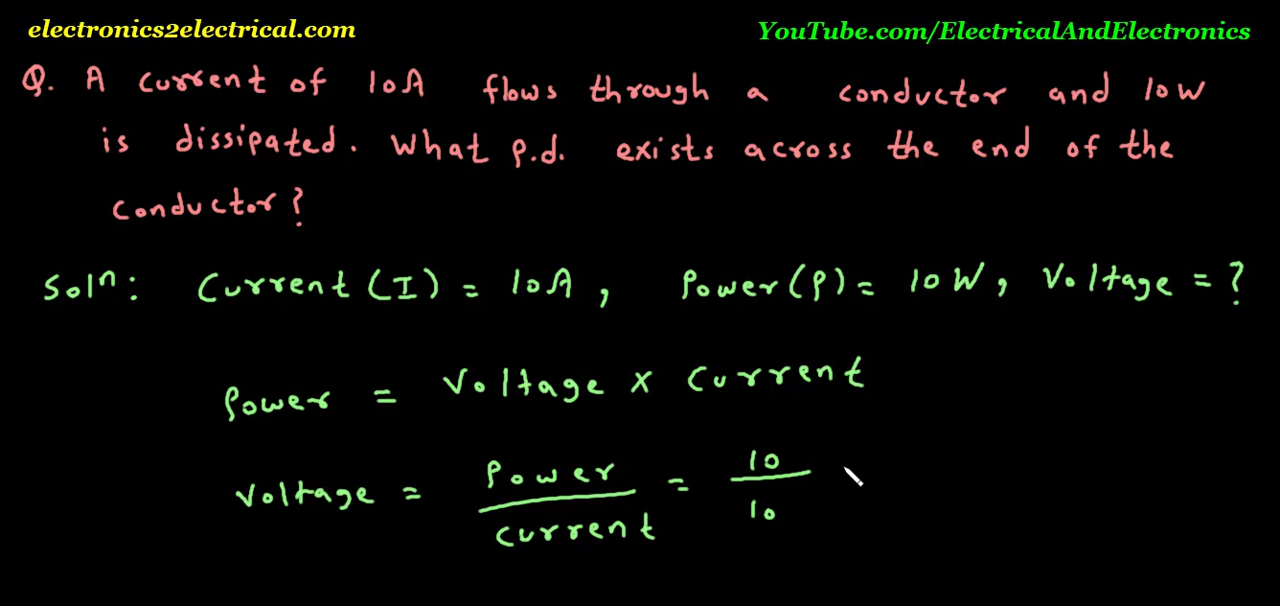 electronics2electrical.com
YouTube.com/ElectricalAndElectronics
Q. A current of 10A flows through a conductor and 10W
is dissipated. What p.d. exists across the end of the
conductor?
Solⁿ: Current (I) = 10A, Power (P) = 10W, Voltage = ?
Power = Voltage × Current
Voltage = Power / Current = 10 / 10